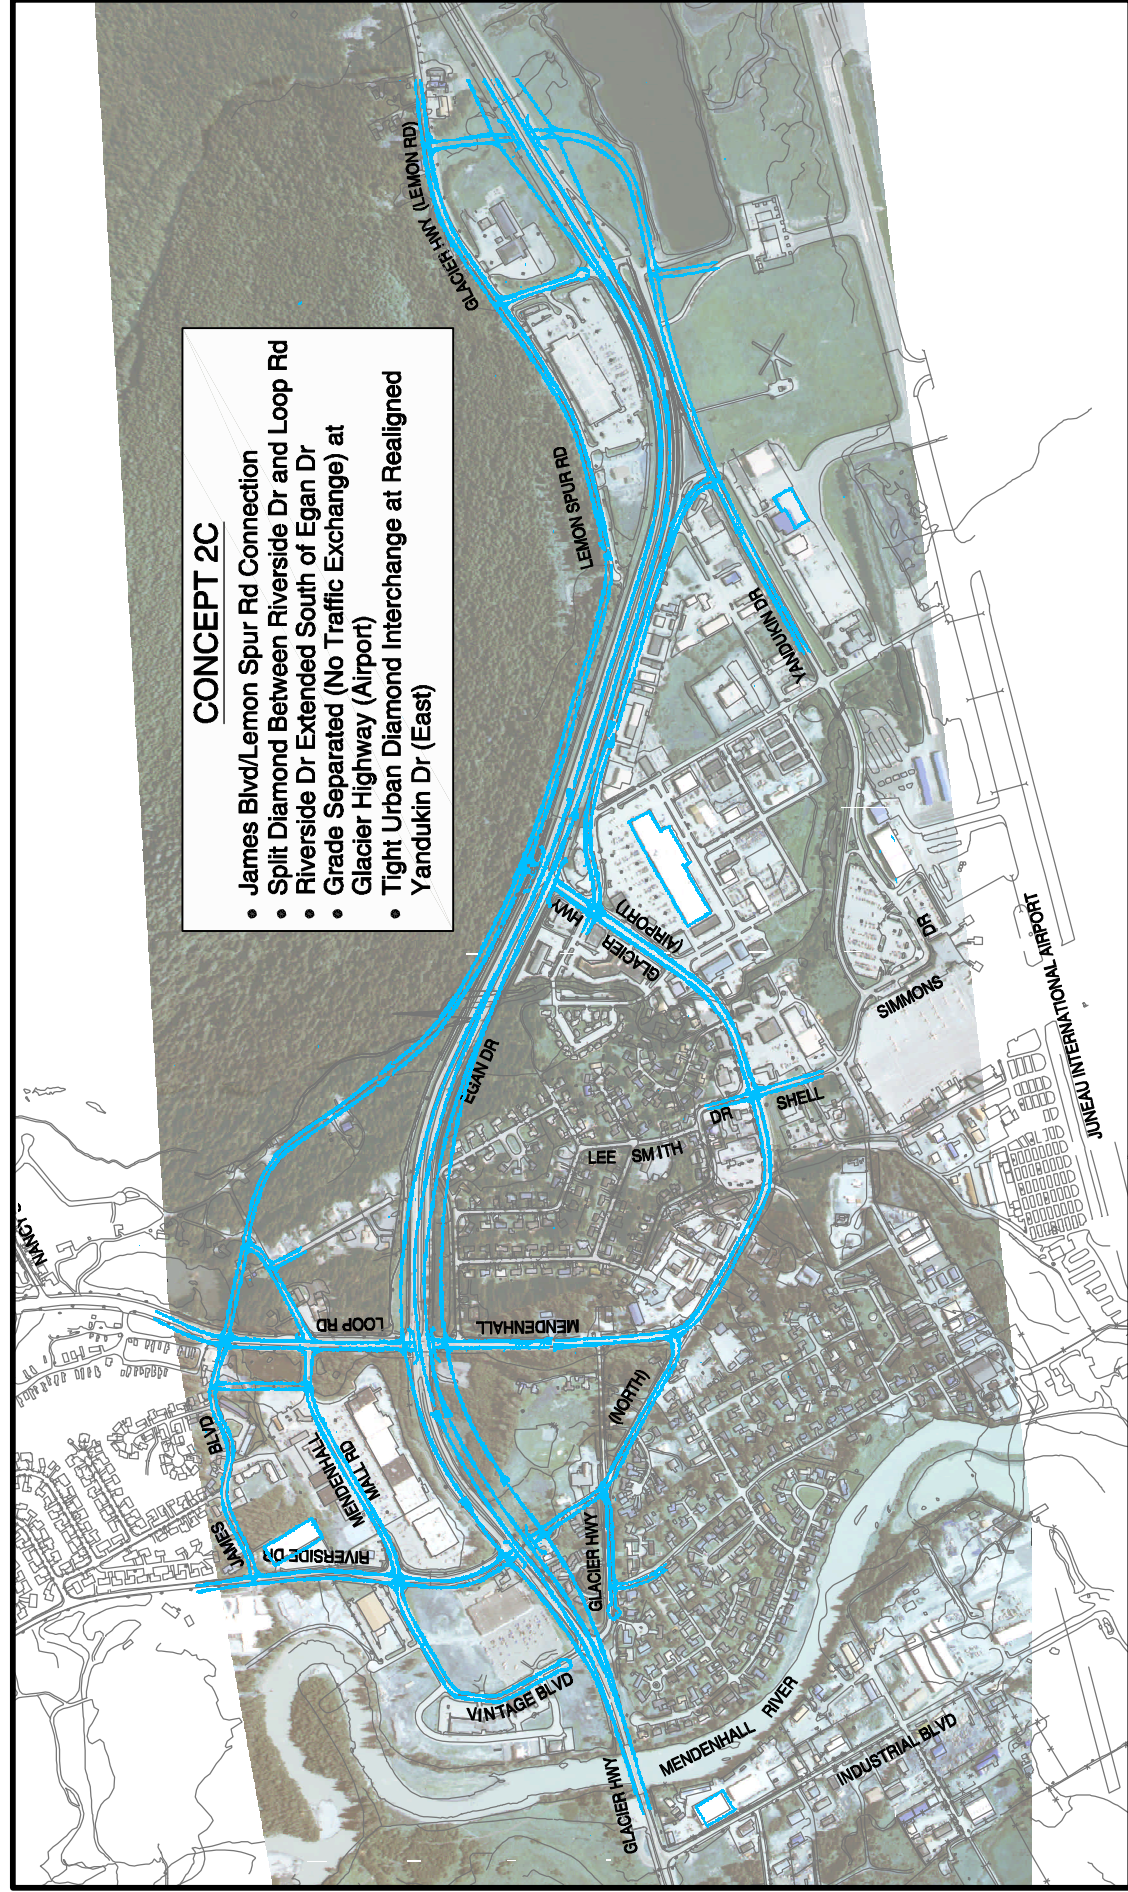 CONCEPT 2C
• James Blvd/Lemon Spur Rd Connection
• Split Diamond Between Riverside Dr and Loop Rd
• Riverside Dr Extended South of Egan Dr
• Grade Separated (No Traffic Exchange) at
Glacier Highway (Airport)
• Tight Urban Diamond Interchange at Realigned
Yandukin Dr (East)
NANCY
JAMES
BLVD
RIVERSIDE DR
MENDENHALL
MALL RD
LOOP RD
MENDENHALL
VINTAGE BLVD
GLACIER HWY
GLACIER HWY
(NORTH)
MENDENHALL RIVER
INDUSTRIAL BLVD
EGAN DR
LEE SMITH
DR
SHELL
SIMMONS
DR
GLACIER
HWY
(AIRPORT)
JUNEAU INTERNATIONAL AIRPORT
YANDUKIN DR
LEMON SPUR RD
GLACIER HWY (LEMON RD)